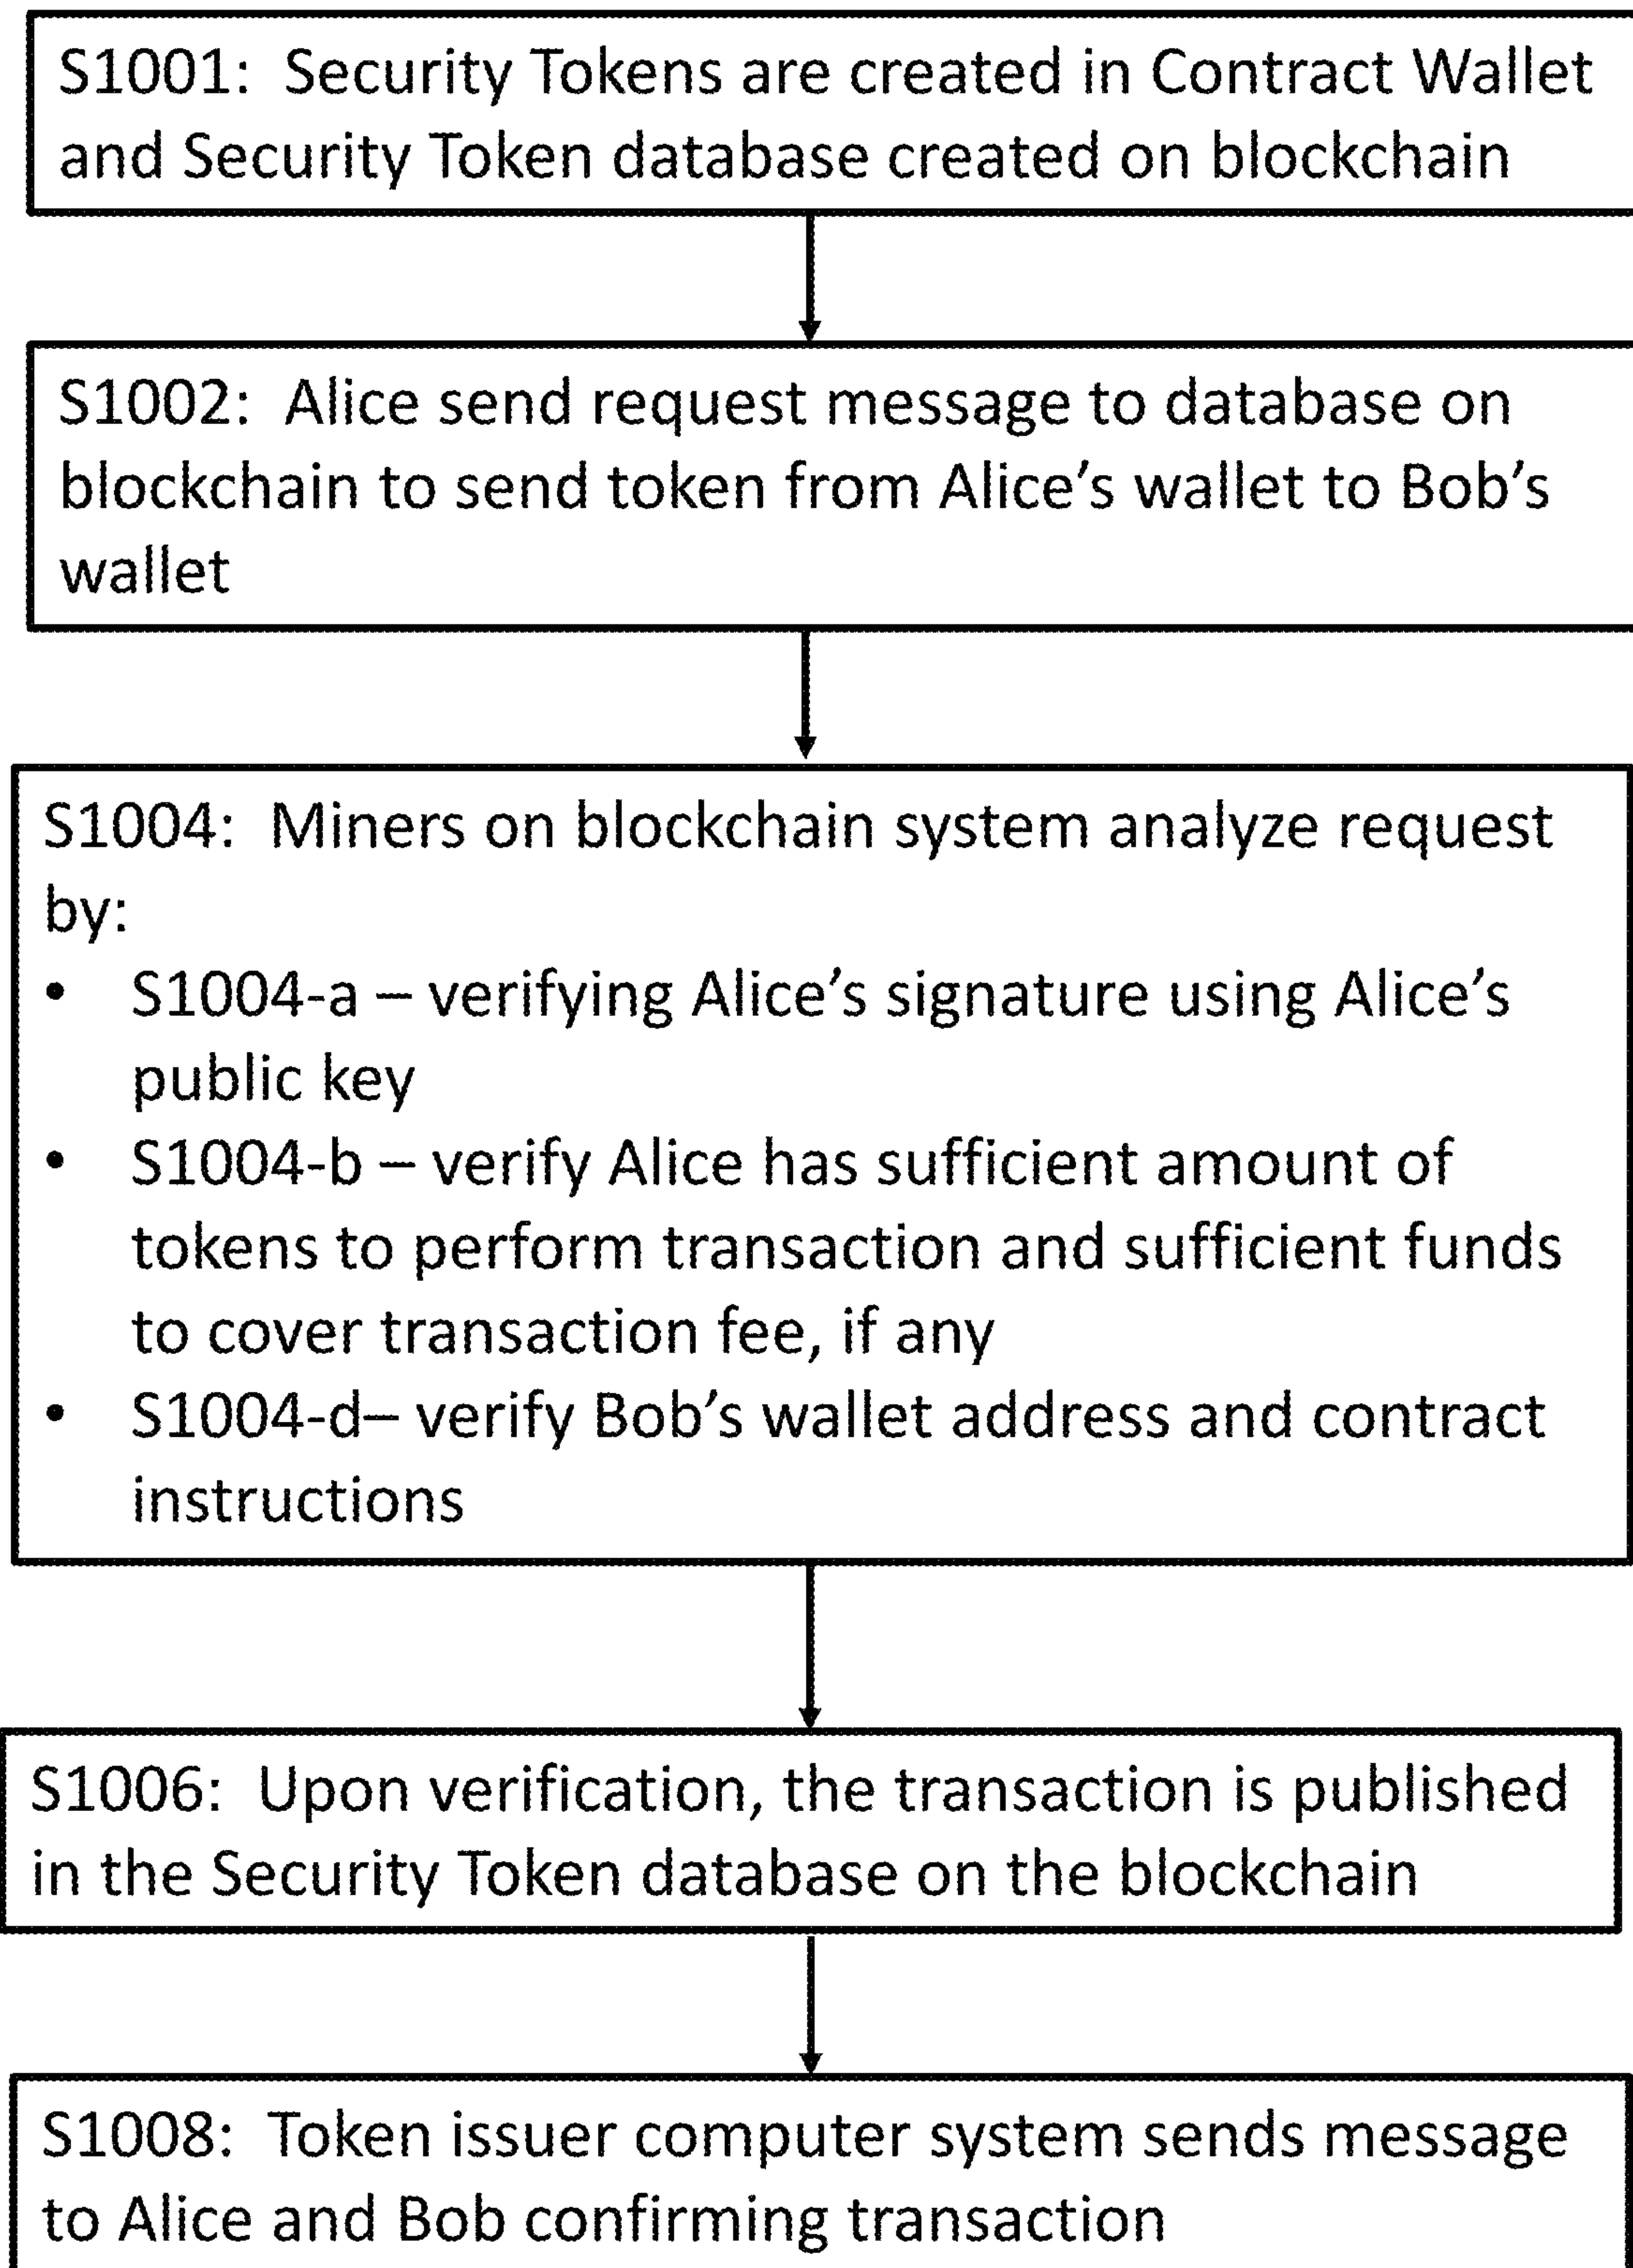 S1001:  Security Tokens are created in Contract Wallet
and Security Token database created on blockchain
S1002:  Alice send request message to database on
blockchain to send token from Alice’s wallet to Bob’s
wallet
S1004:  Miners on blockchain system analyze request
by:
• S1004-a – verifying Alice’s signature using Alice’s
public key
• S1004-b – verify Alice has sufficient amount of
tokens to perform transaction and sufficient funds
to cover transaction fee, if any
• S1004-d– verify Bob’s wallet address and contract
instructions
S1006:  Upon verification, the transaction is published
in the Security Token database on the blockchain
S1008:  Token issuer computer system sends message
to Alice and Bob confirming transaction